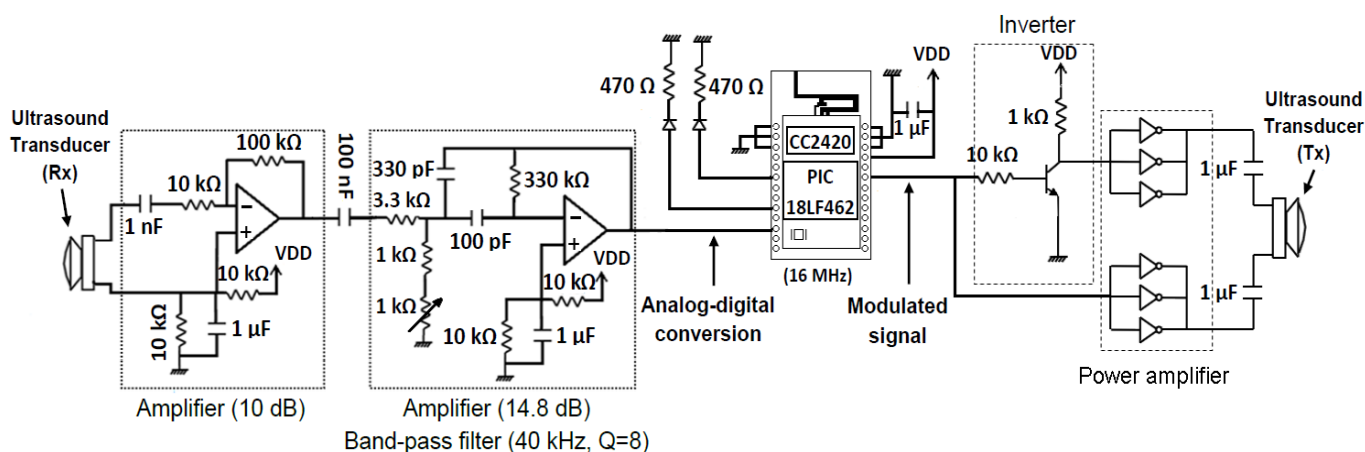 Ultrasound
Transducer
(Rx)
1 nF
10 kΩ
100 kΩ
VDD
10 kΩ
10 kΩ
1 µF
Amplifier (10 dB)
100 nF
330 pF
3.3 kΩ
330 kΩ
100 pF
1 kΩ
1 kΩ
VDD
10 kΩ
10 kΩ
1 µF
Amplifier (14.8 dB)
Band-pass filter (40 kHz, Q=8)
Analog-digital
conversion
470 Ω
470 Ω
CC2420
PIC
18LF462
(16 MHz)
1 µF
VDD
Modulated
signal
Inverter
VDD
1 kΩ
10 kΩ
Power amplifier
1 µF
1 µF
Ultrasound
Transducer
(Tx)